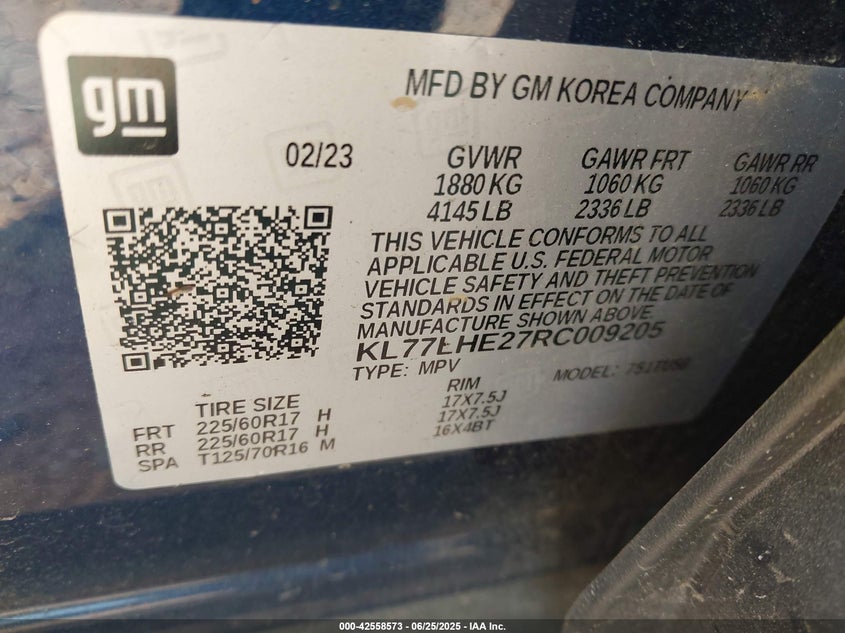 gm
MFD BY GM KOREA COMPANY
02/23 GVWR GAWR FRT GAWR RR
1880 KG 1060 KG 1060 KG
4145 LB 2336 LB 2336 LB
THIS VEHICLE CONFORMS TO ALL
APPLICABLE U.S. FEDERAL MOTOR
VEHICLE SAFETY AND THEFT PREVENTION
STANDARDS IN EFFECT ON THE DATE OF
MANUFACTURE SHOWN ABOVE.
KL77LHE27RC009205
TYPE: MPV MODEL:
TIRE SIZE RIM
FRT 225/60R17 H 17X7.5J
RR 225/60R17 H 17X7.5J
SPA T125/70R16 M 16X4BT
000-42558573 - 06/25/2025 - IAA Inc.